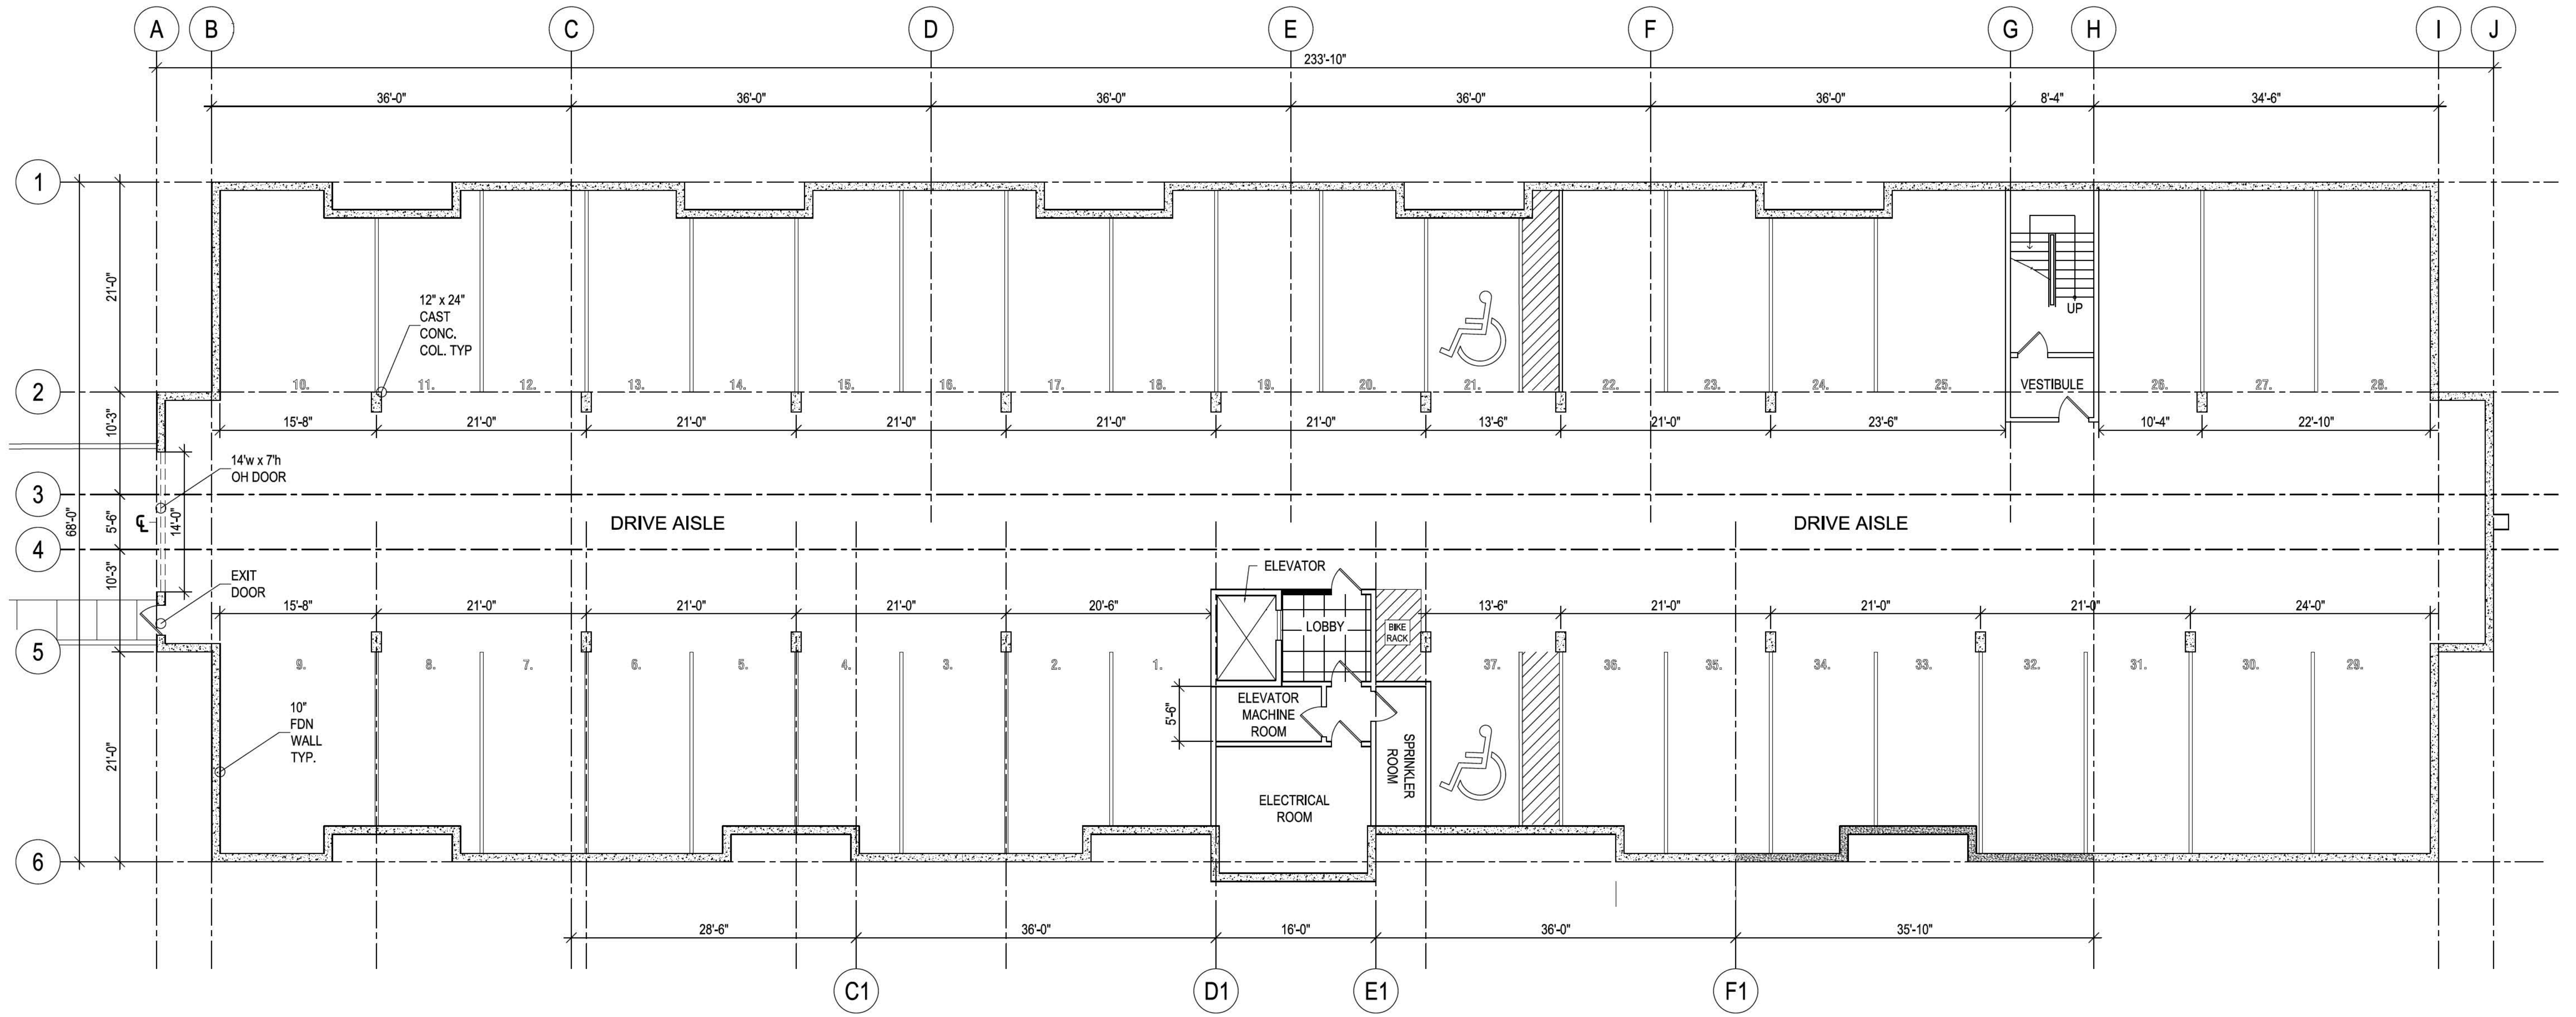 A B C D E F G H I J
233'-10"
36'-0" 36'-0" 36'-0" 36'-0" 36'-0" 8'-4" 34'-6"
1
21'-0"
12" x 24"
CAST
CONC.
COL. TYP
UP
2
10. 11. 12. 13. 14. 15. 16. 17. 18. 19. 20. 21. 22. 23. 24. 25. VESTIBULE 26. 27. 28.
10'-3"
15'-8" 21'-0" 21'-0" 21'-0" 21'-0" 21'-0" 13'-6" 21'-0" 23'-6" 10'-4" 22'-10"
14'w x 7'h
OH DOOR
3
68'-0" 5'-6" ℄ 14'-0"
DRIVE AISLE DRIVE AISLE
4
10'-3"
EXIT
DOOR
ELEVATOR
15'-8" 21'-0" 21'-0" 21'-0" 20'-6" 13'-6" 21'-0" 21'-0" 21'-0" 24'-0"
LOBBY
BIKE
RACK
5
9. 8. 7. 6. 5. 4. 3. 2. 1. 37. 36. 35. 34. 33. 32. 31. 30. 29.
21'-0"
10"
FDN
WALL
TYP.
5'-6"
ELEVATOR
MACHINE
ROOM
SPRINKLER
ROOM
ELECTRICAL
ROOM
6
28'-6" 36'-0" 16'-0" 36'-0" 35'-10"
C1 D1 E1 F1